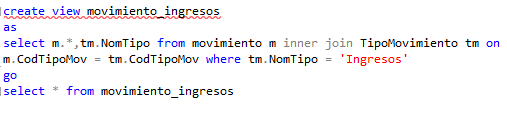 create view movimiento_ingresos
as
select m.*,tm.NomTipo from movimiento m inner join TipoMovimiento tm on
m.CodTipoMov = tm.CodTipoMov where tm.NomTipo = 'Ingresos'
go
select * from movimiento_ingresos